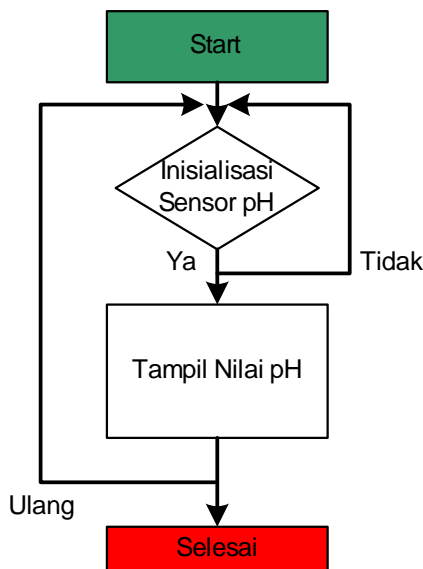 Start
Inisialisasi
Sensor pH
Ya
Tidak
Tampil Nilai pH
Ulang
Selesai